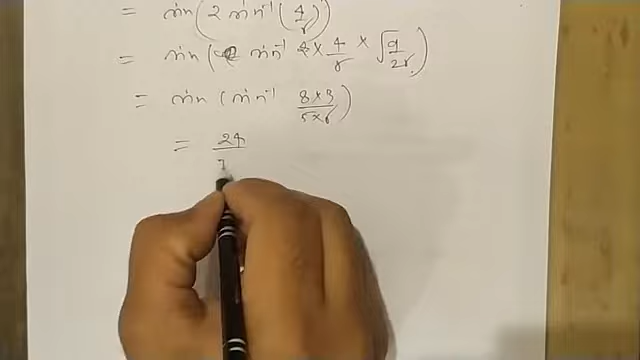 = sin(2 sin⁻¹(4/5))
= sin( sin⁻¹ 2 × 4/5 × √9/25)
= sin(sin⁻¹ 8×3/5×5)
= 24/